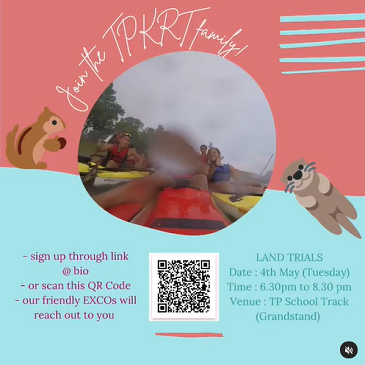 Join the TPKRT family!
- sign up through link
@ bio
- or scan this QR Code
- our friendly EXCOs will
reach out to you
LAND TRIALS
Date : 4th May (Tuesday)
Time : 6.30pm to 8.30 pm
Venue : TP School Track
(Grandstand)